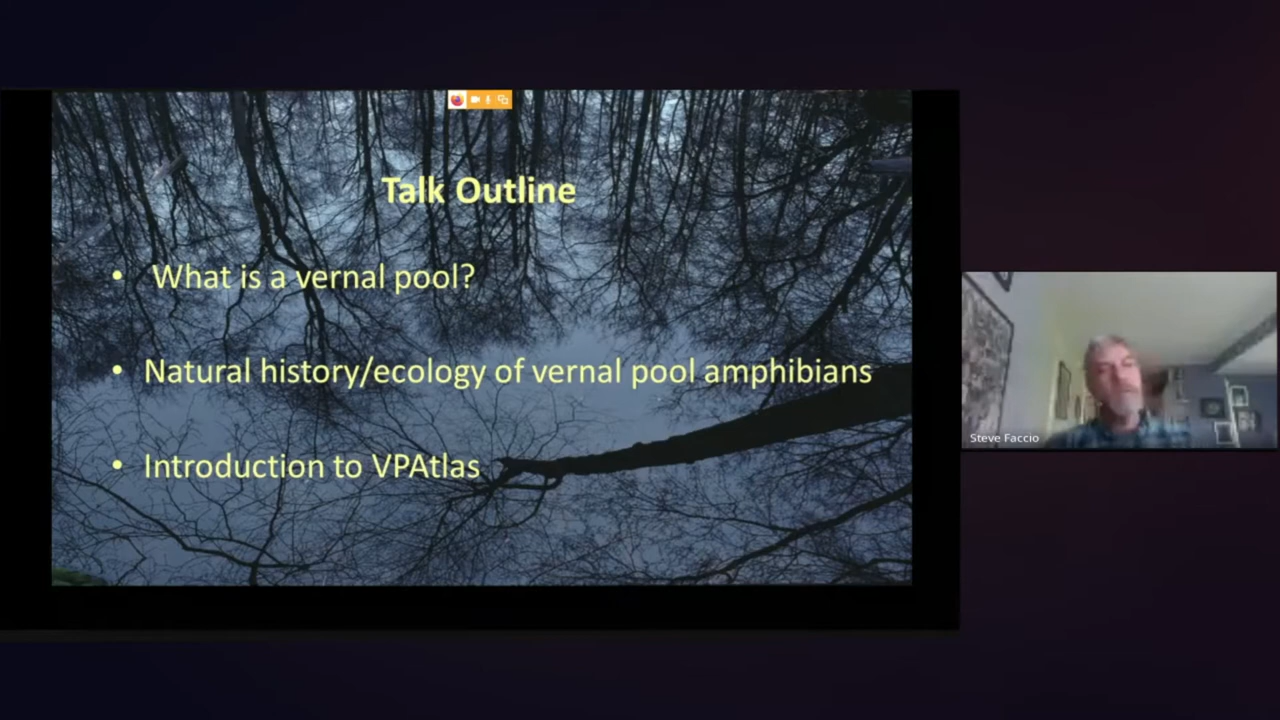 Talk Outline
• What is a vernal pool?
• Natural history/ecology of vernal pool amphibians
• Introduction to VPAtlas
Steve Faccio